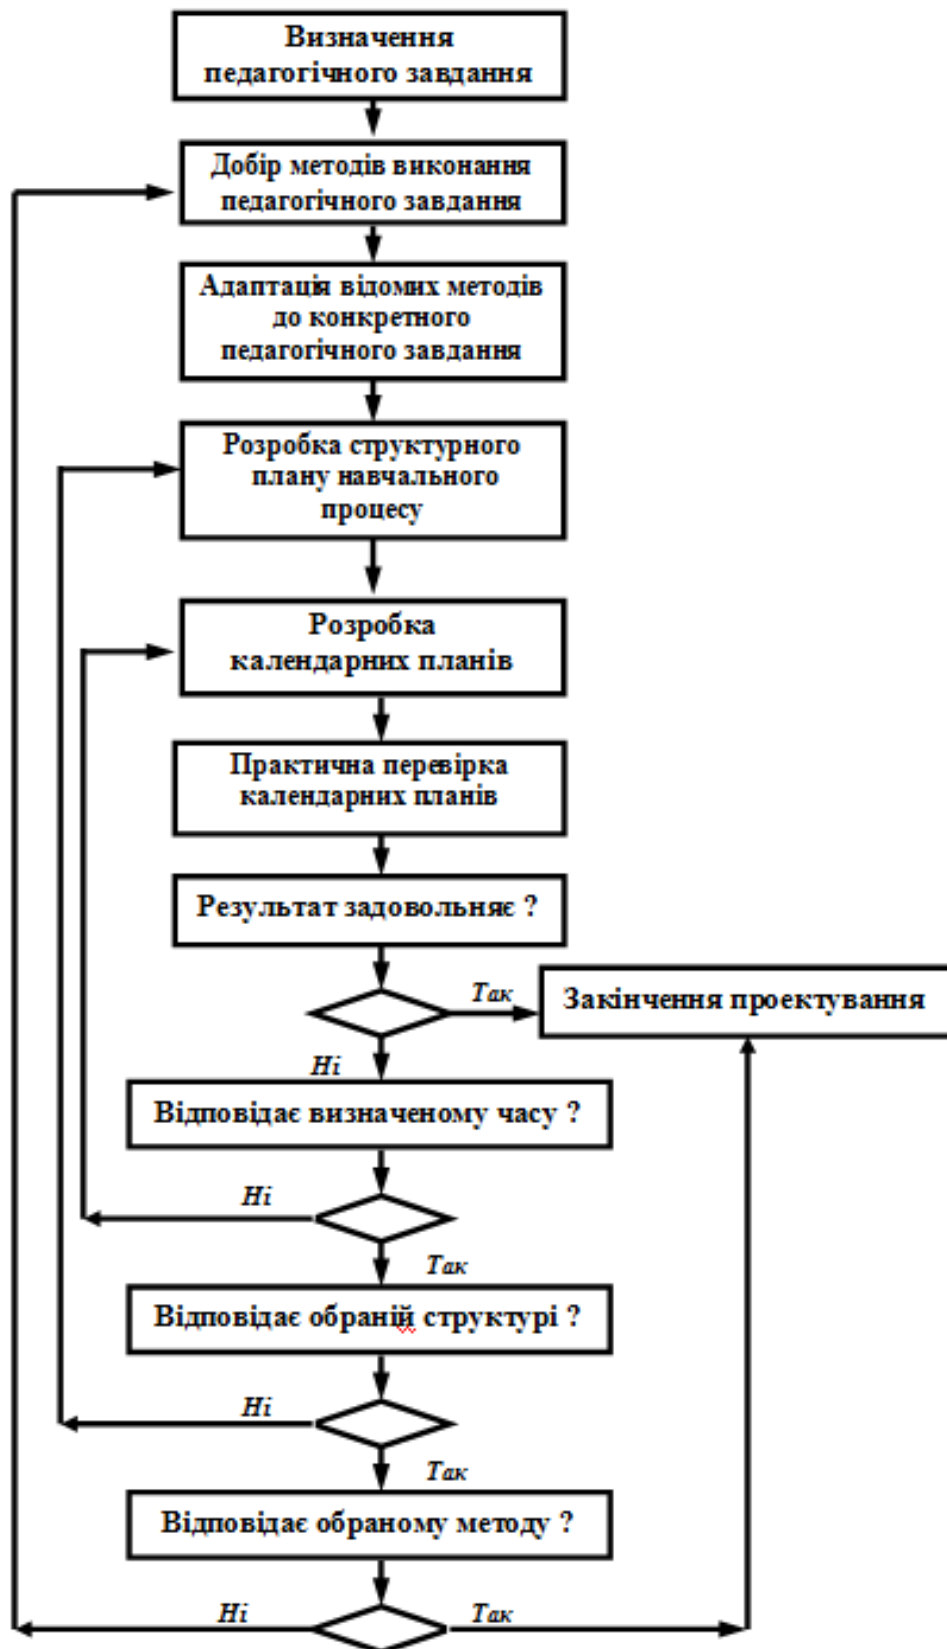 Визначення
педагогічного завдання
Добір методів виконання
педагогічного завдання
Адаптація відомих методів
до конкретного
педагогічного завдання
Розробка структурного
плану навчального
процесу
Розробка
календарних планів
Практична перевірка
календарних планів
Результат задовольняє ?
Так
Закінчення проектування
Ні
Відповідає визначеному часу ?
Ні
Так
Відповідає обраній структурі ?
Ні
Так
Відповідає обраному методу ?
Ні
Так